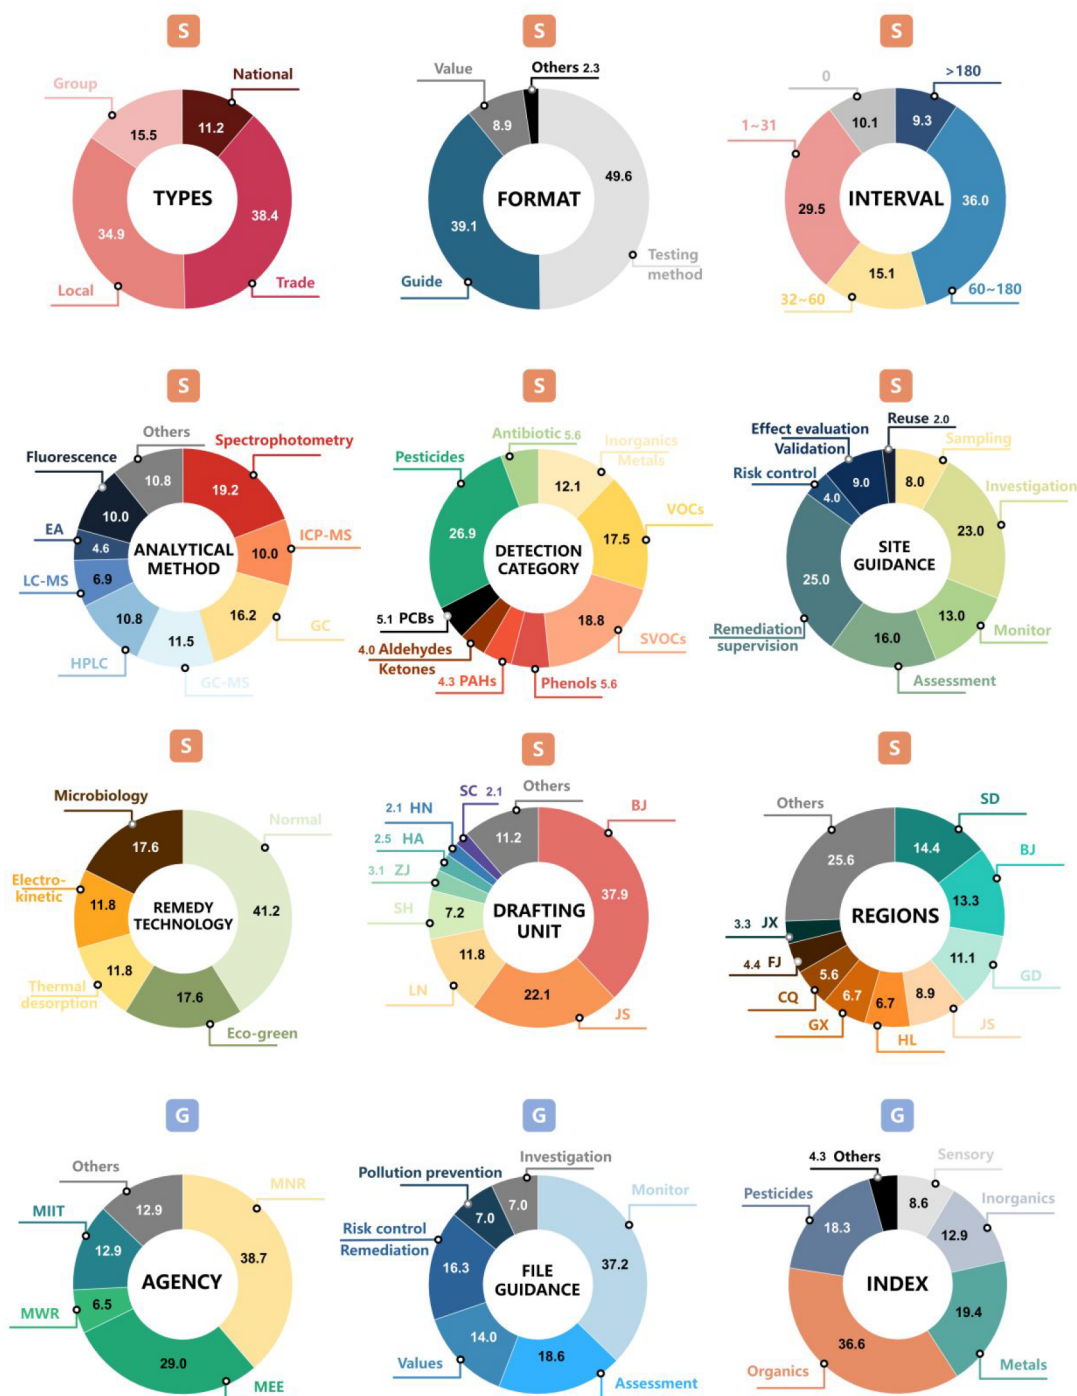 S
National
Group
11.2
15.5
TYPES
38.4
34.9
Local
Trade
S
Value
Others 2.3
8.9
49.6
FORMAT
39.1
Testing
method
Guide
S
0
>180
10.1
9.3
1~31
INTERVAL
36.0
29.5
15.1
32~60
60~180
S
Others
Spectrophotometry
Fluorescence
10.8
19.2
10.0
EA
4.6
ANALYTICAL
METHOD
ICP-MS
10.0
LC-MS
6.9
10.8
16.2
GC
11.5
HPLC
GC-MS
S
Antibiotic 5.6
Inorganics
Metals
Pesticides
12.1
VOCs
26.9
17.5
DETECTION
CATEGORY
5.1 PCBs
18.8
SVOCs
4.0 Aldehydes
Ketones
4.3 PAHs
Phenols 5.6
S
Reuse 2.0
Effect evaluation
Validation
Sampling
Risk control
4.0
9.0
8.0
Investigation
23.0
SITE
GUIDANCE
25.0
13.0
Remediation
supervision
16.0
Monitor
Assessment
S
Microbiology
Normal
17.6
Electro-
kinetic
11.8
REMEDY
TECHNOLOGY
41.2
11.8
Thermal
desorption
17.6
Eco-green
S
Others
SC 2.1
2.1 HN
BJ
11.2
2.5 HA
3.1 ZJ
37.9
SH
7.2
DRAFTING
UNIT
11.8
LN
22.1
JS
S
Others
SD
14.4
BJ
25.6
13.3
REGIONS
3.3 JX
11.1
4.4 FJ
5.6
GD
CQ
6.7
6.7
8.9
GX
HL
JS
G
Others
MNR
12.9
MIIT
12.9
38.7
AGENCY
MWR
6.5
29.0
MEE
G
Investigation
Pollution prevention
Monitor
7.0
7.0
Risk control
Remediation
16.3
37.2
FILE
GUIDANCE
14.0
Values
18.6
Assessment
G
4.3 Others
Sensory
Pesticides
8.6
Inorganics
18.3
12.9
INDEX
19.4
36.6
Organics
Metals